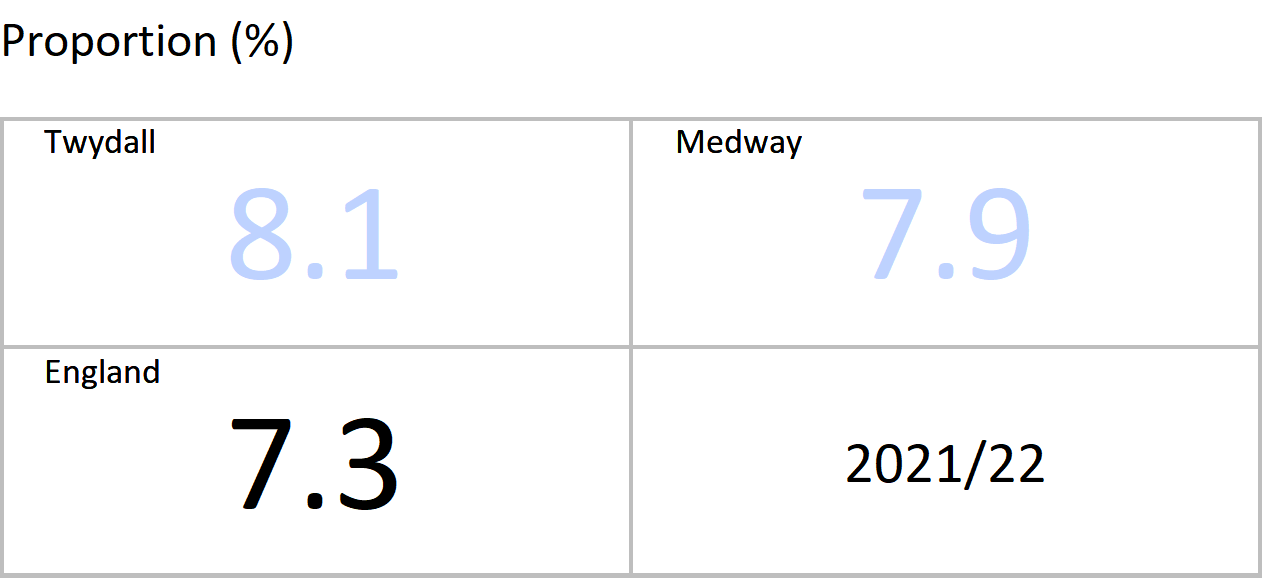 Proportion (%)
Twydall
8.1
Medway
7.9
England
7.3
2021/22